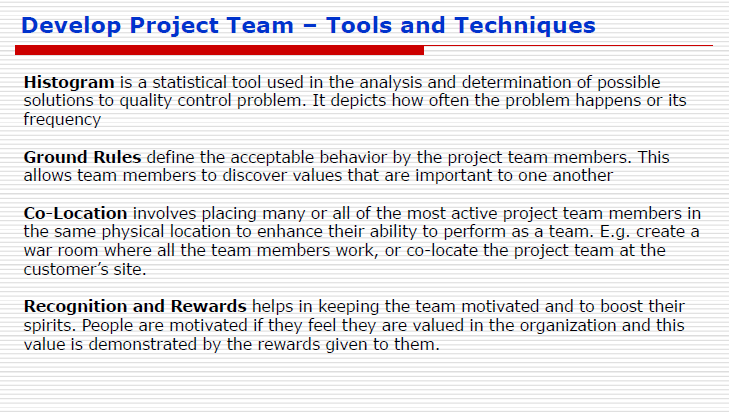 Develop Project Team – Tools and Techniques
Histogram is a statistical tool used in the analysis and determination of possible
solutions to quality control problem. It depicts how often the problem happens or its
frequency
Ground Rules define the acceptable behavior by the project team members. This
allows team members to discover values that are important to one another
Co-Location involves placing many or all of the most active project team members in
the same physical location to enhance their ability to perform as a team. E.g. create a
war room where all the team members work, or co-locate the project team at the
customer’s site.
Recognition and Rewards helps in keeping the team motivated and to boost their
spirits. People are motivated if they feel they are valued in the organization and this
value is demonstrated by the rewards given to them.